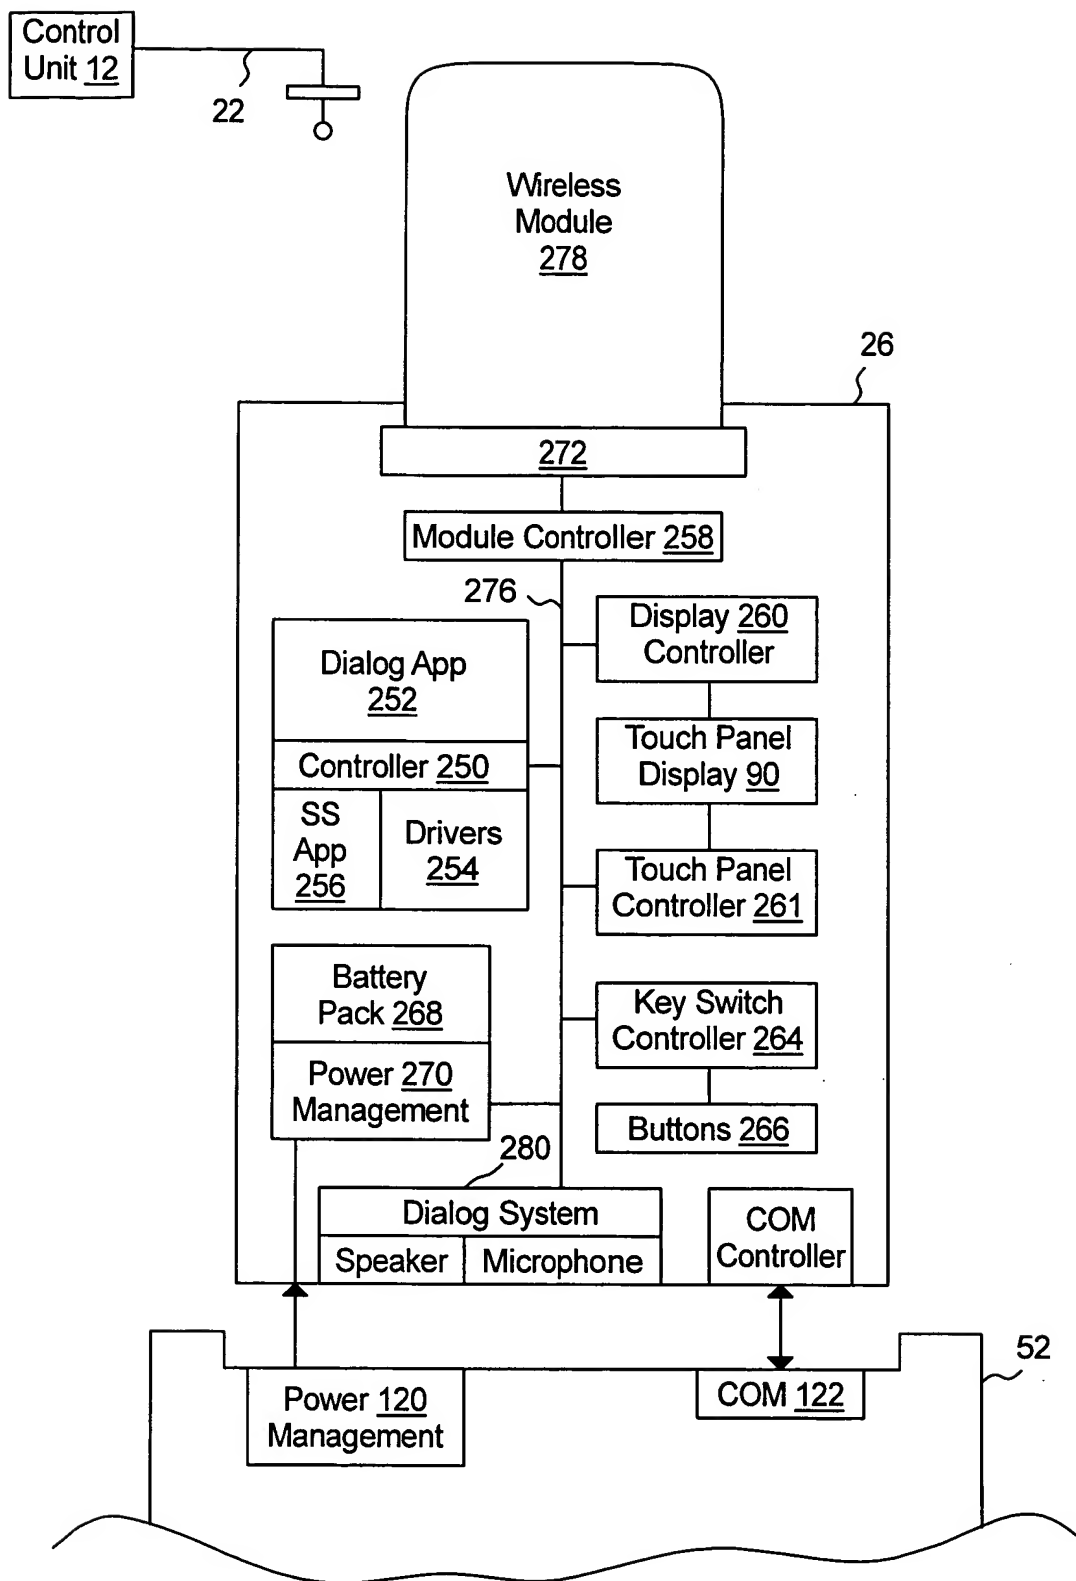 Control
Unit 12
22
Wireless
Module
278
26
272
Module Controller 258
276
Display 260
Controller
Dialog App
252
Touch Panel
Display 90
Controller 250
SS
App
256
Drivers
254
Touch Panel
Controller 261
Battery
Pack 268
Key Switch
Controller 264
Power 270
Management
Buttons 266
280
Dialog System
Speaker
Microphone
COM
Controller
52
Power 120
Management
COM 122